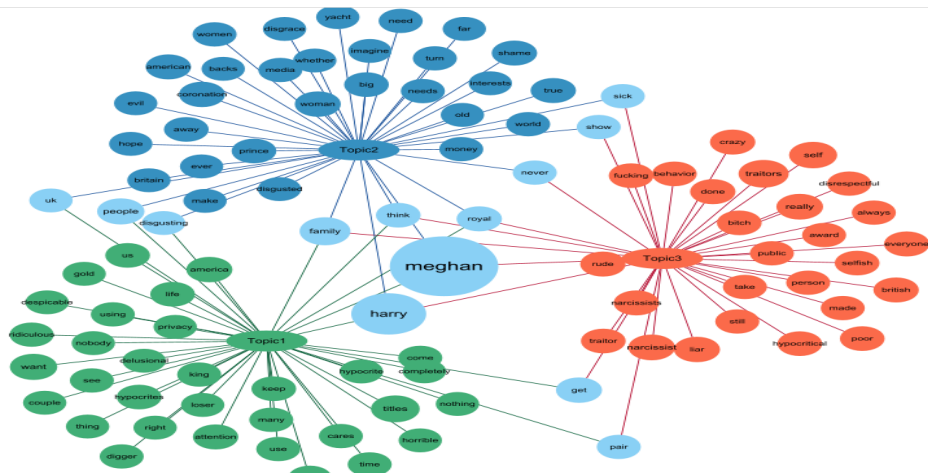 yacht
disgrace
need
women
far
imagine
whether
shame
turn
american
backs
media
big
interests
coronation
needs
true
evil
woman
sick
old
away
world
show
hope
prince
Topic2
money
crazy
self
ever
britain
never
fucking
behavior
traitors
disrespectful
disgusted
done
make
uk
people
think
royal
bitch
really
always
disgusting
family
award
everyone
us
public
Topic3
gold
america
meghan
rude
selfish
life
person
british
take
despicable
using
harry
narcissists
made
privacy
still
ridiculous
nobody
Topic1
traitor
narcissist
liar
hypocritical
poor
want
delusional
come
see
king
hypocrite
completely
couple
hypocrites
keep
get
loser
titles
nothing
thing
right
many
attention
cares
horrible
use
pair
digger
time